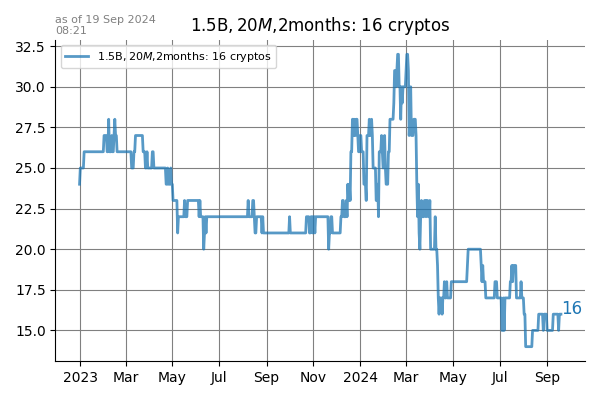 as of 19 Sep 2024
08:21
1.5B, 20M,2months: 16 cryptos
1.5B, 20M,2months: 16 cryptos
32.5
30.0
27.5
25.0
22.5
20.0
17.5
15.0
16
2023 Mar May Jul Sep Nov 2024 Mar May Jul Sep